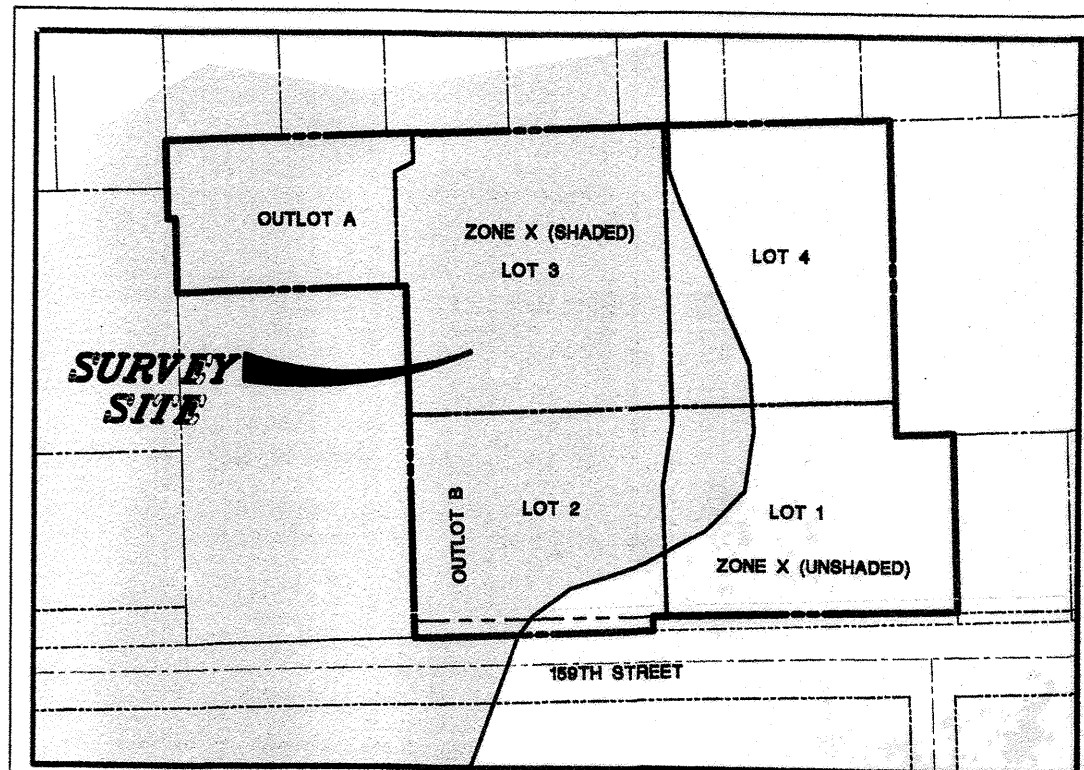 OUTLOT A
ZONE X (SHADED)
LOT 3
LOT 4
SURVEY
SITE
OUTLOT B
LOT 2
LOT 1
ZONE X (UNSHADED)
159TH STREET